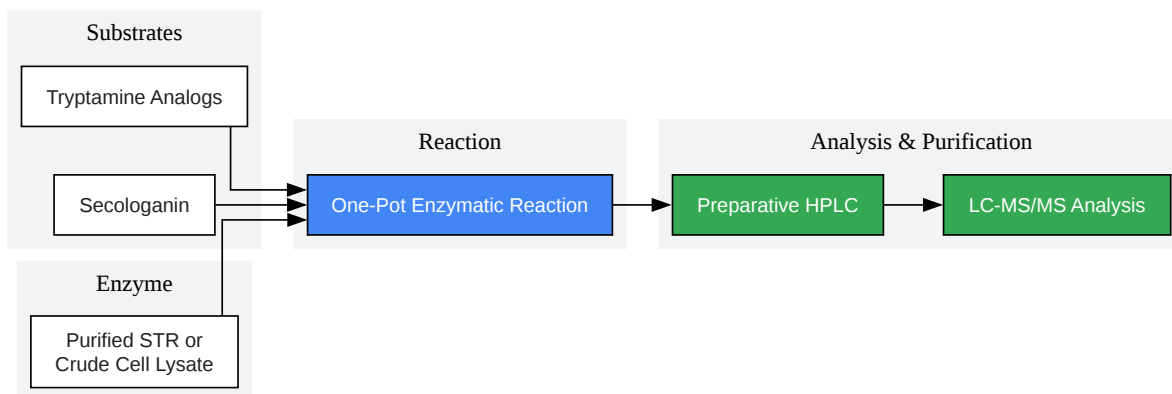 Substrates
Tryptamine Analogs
Secologanin
Enzyme
Purified STR or
Crude Cell Lysate
Reaction
One-Pot Enzymatic Reaction
Analysis & Purification
Preparative HPLC
LC-MS/MS Analysis